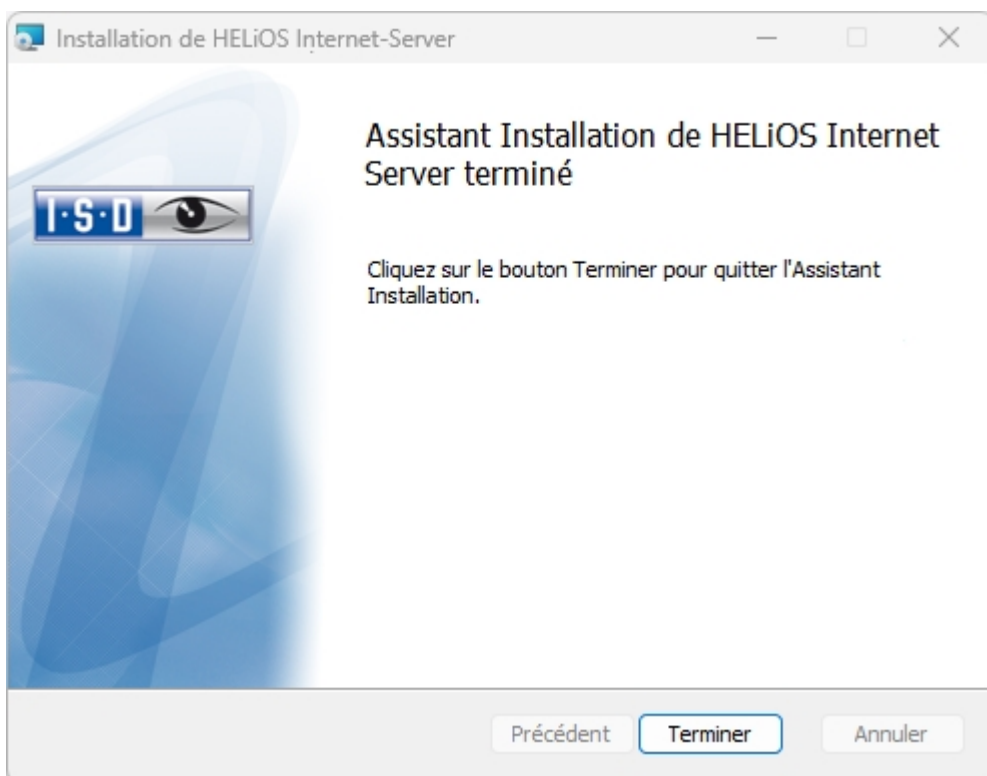 Installation de HELiOS Internet-Server
Assistant Installation de HELiOS Internet
Server terminé
I·S·D
Cliquez sur le bouton Terminer pour quitter l'Assistant
Installation.
Précédent Terminer Annuler